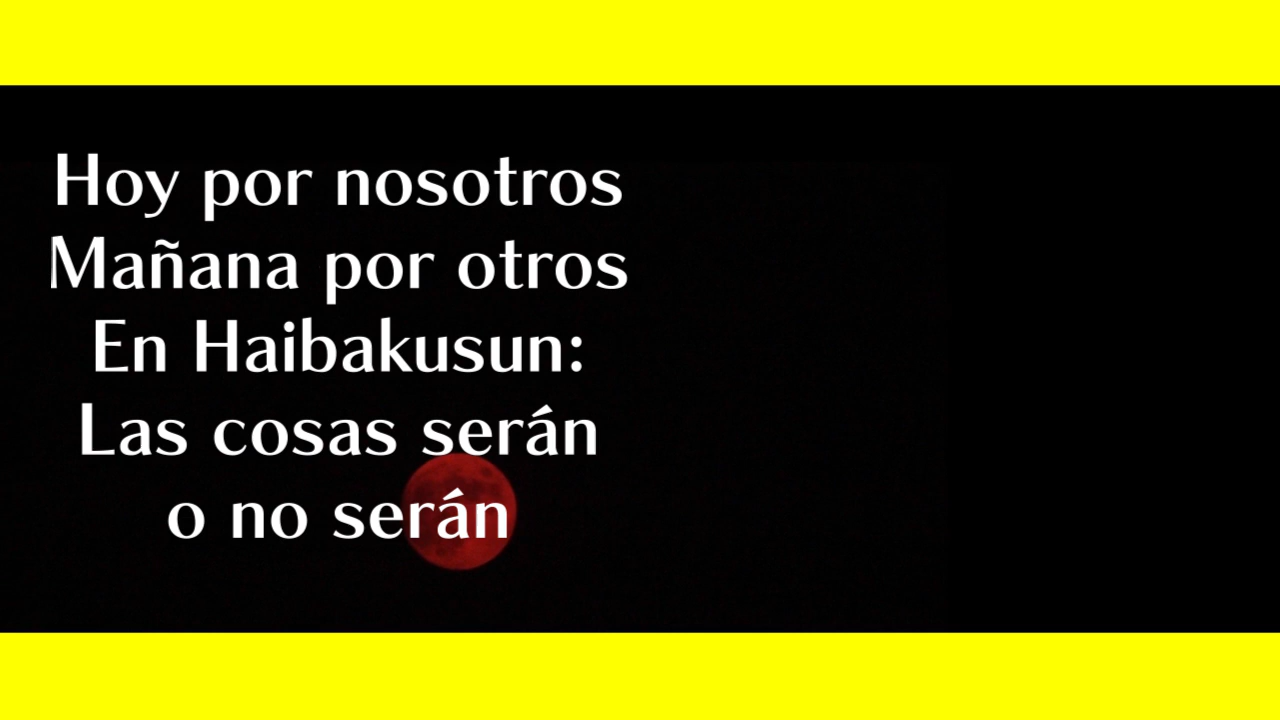 Hoy por nosotros
Mañana por otros
En Haibakusun:
Las cosas serán
o no serán